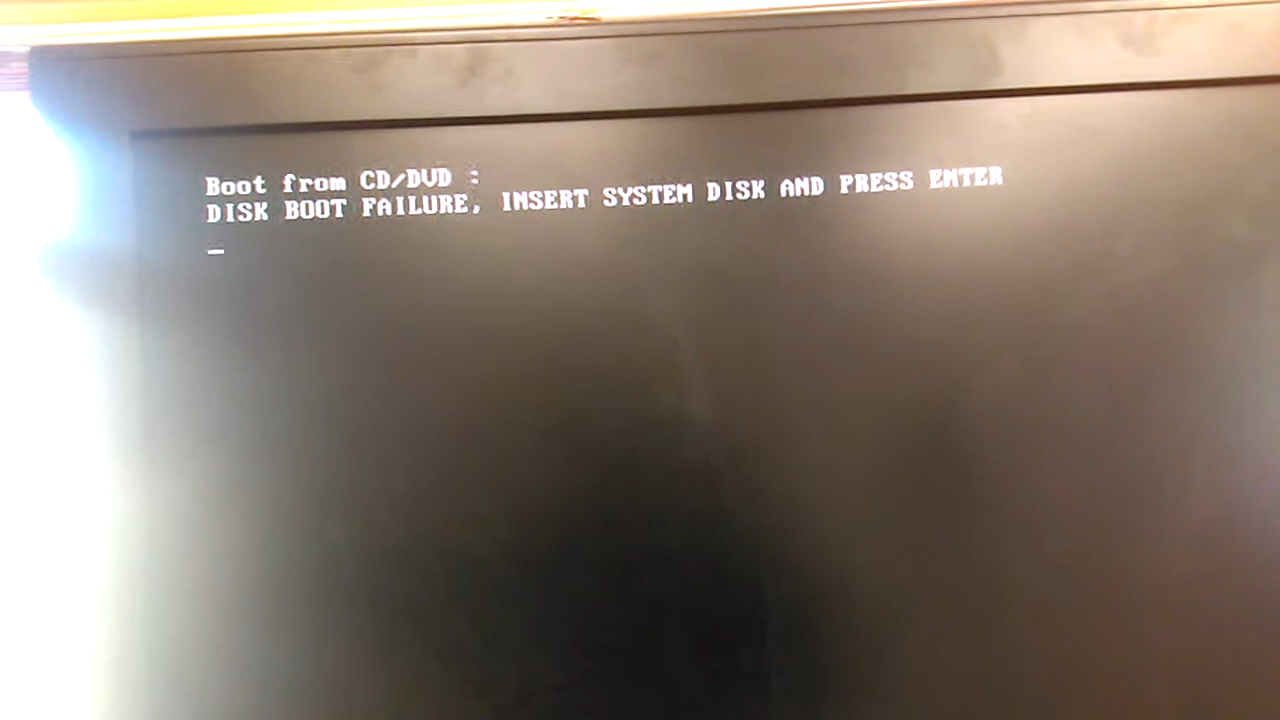 Boot from CD/DVD :
DISK BOOT FAILURE, INSERT SYSTEM DISK AND PRESS ENTER
_